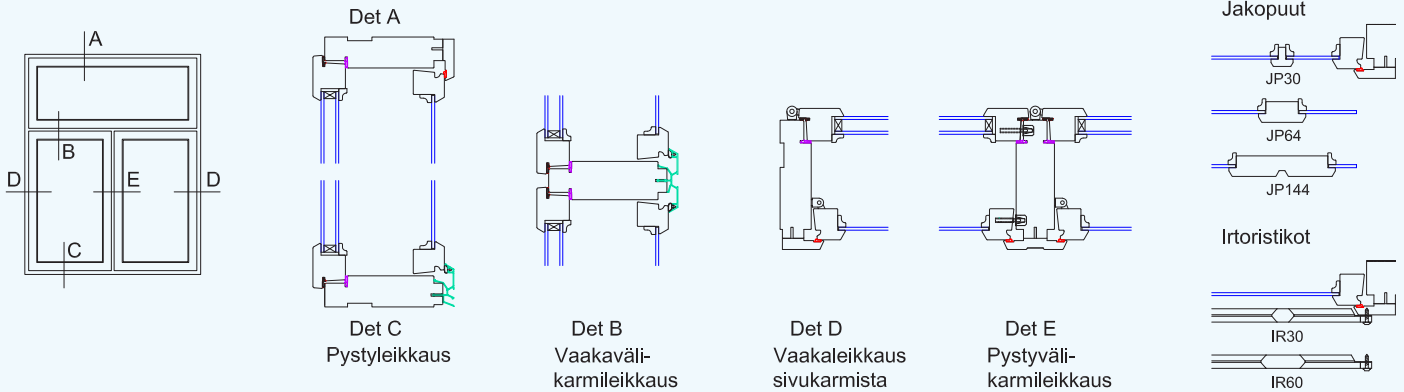 A
B
D
E
D
C
Det A
Det C
Pystyleikkaus
Det B
Vaakaväli-
karmileikkaus
Det D
Vaakaleikkaus
sivukarmista
Det E
Pystyväli-
karmileikkaus
Jakopuut
JP30
JP64
JP144
Irtoristikot
IR30
IR60